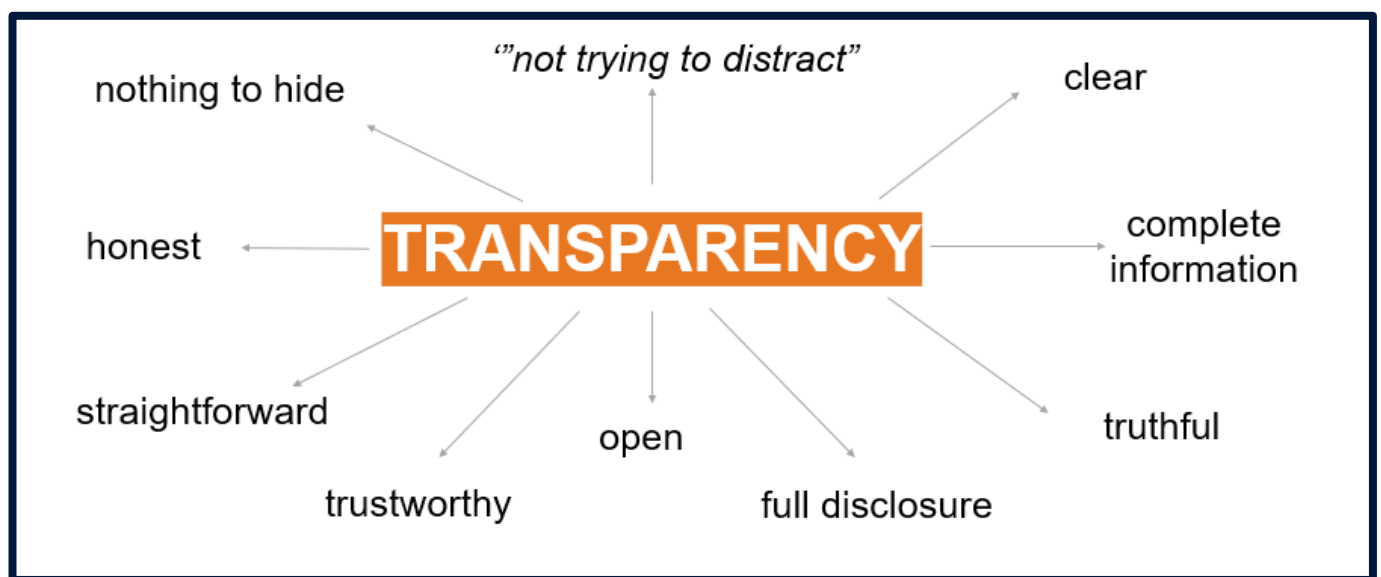 ‘”not trying to distract”
nothing to hide
clear
TRANSPARENCY
honest
complete
information
straightforward
truthful
open
trustworthy
full disclosure